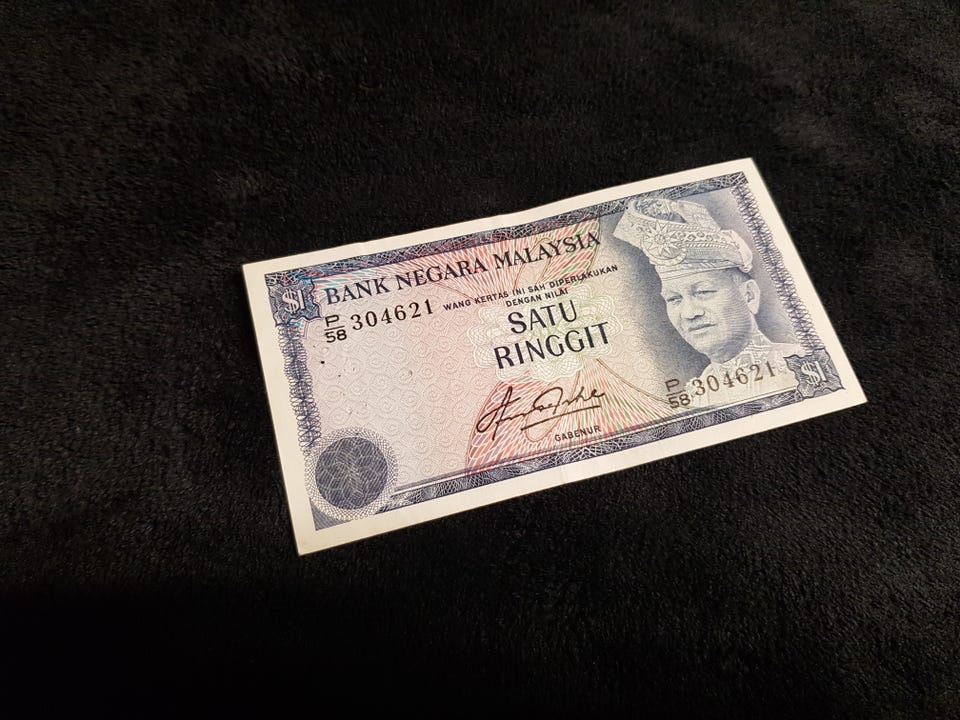 BANK NEGARA MALAYSIA
$1
P/58 304621
WANG KERTAS INI SAH DIPERLAKUKAN
DENGAN NILAI
SATU
RINGGIT
GABENUR
P/58 304621
$1